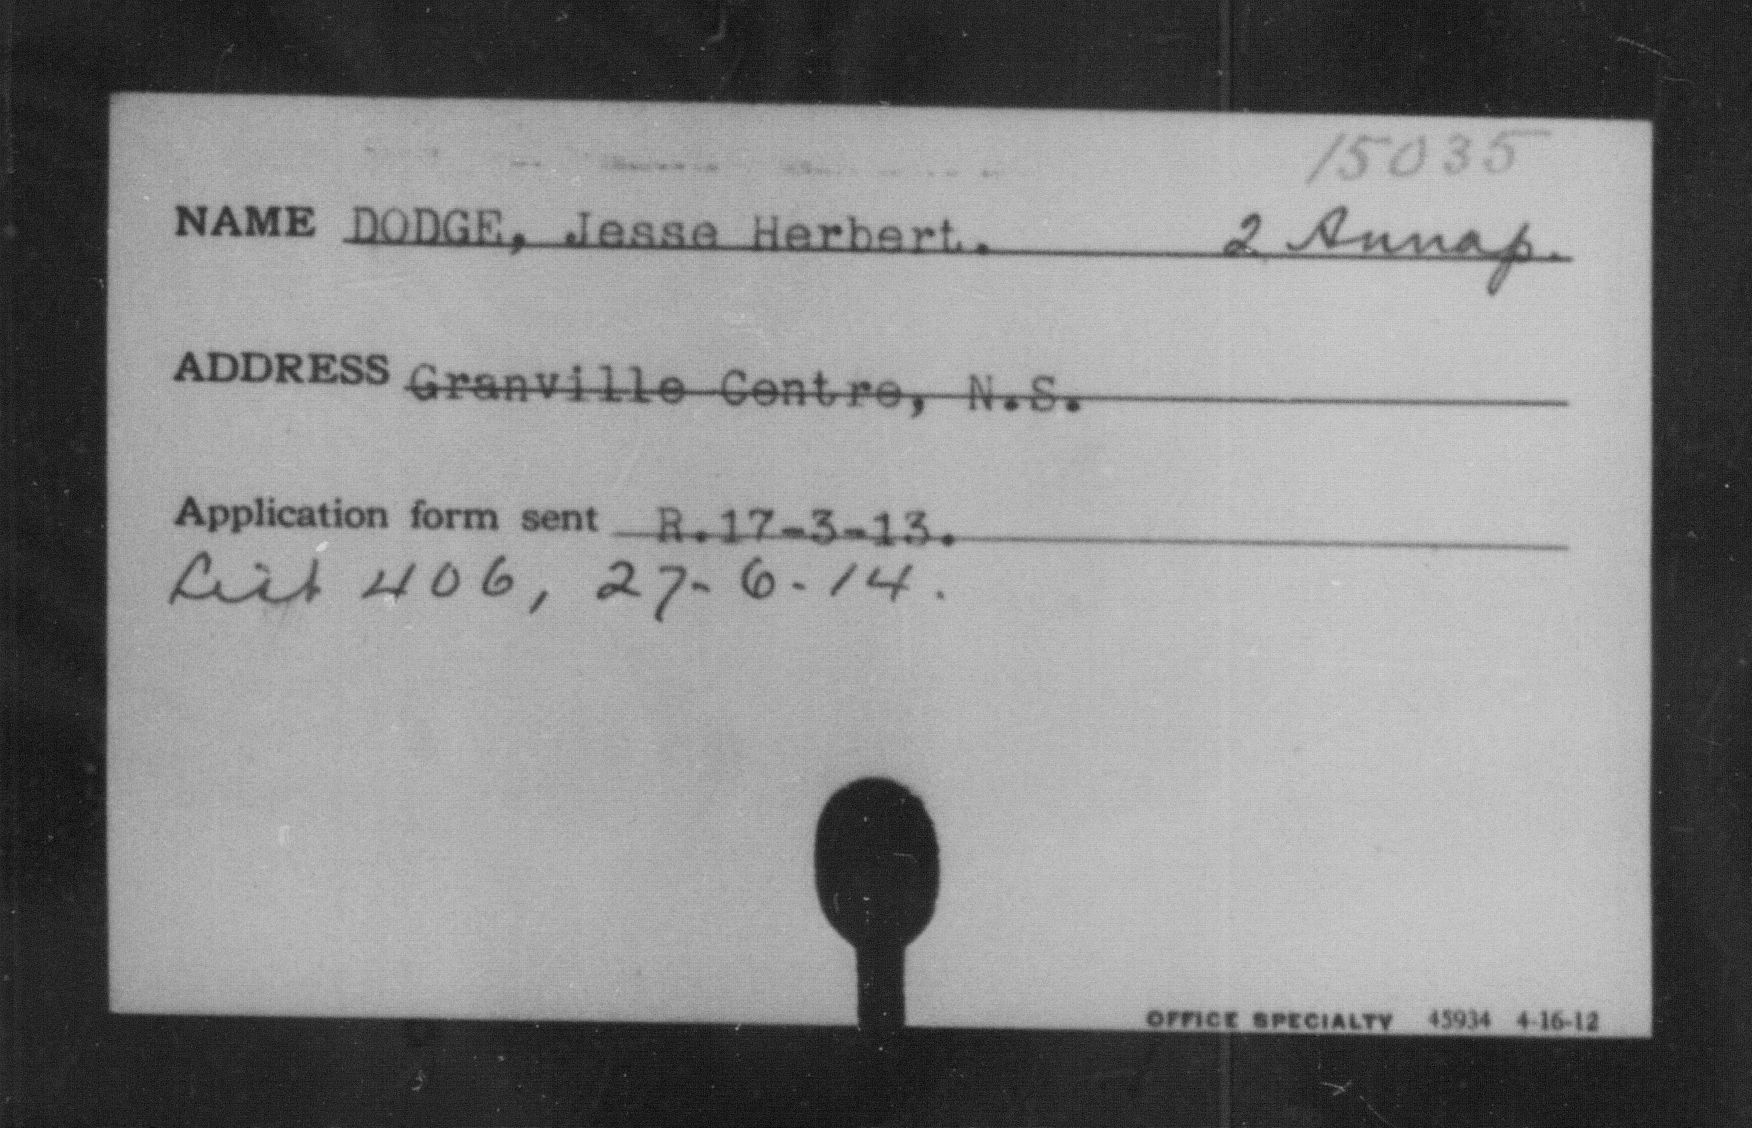 15035
NAME DODGE, Jesse Herbert. 2 Annap.
ADDRESS Granville Centre, N.S.
Application form sent R.17-3-13.
List 406, 27-6-14.
OFFICE SPECIALTY 45934 4-16-12